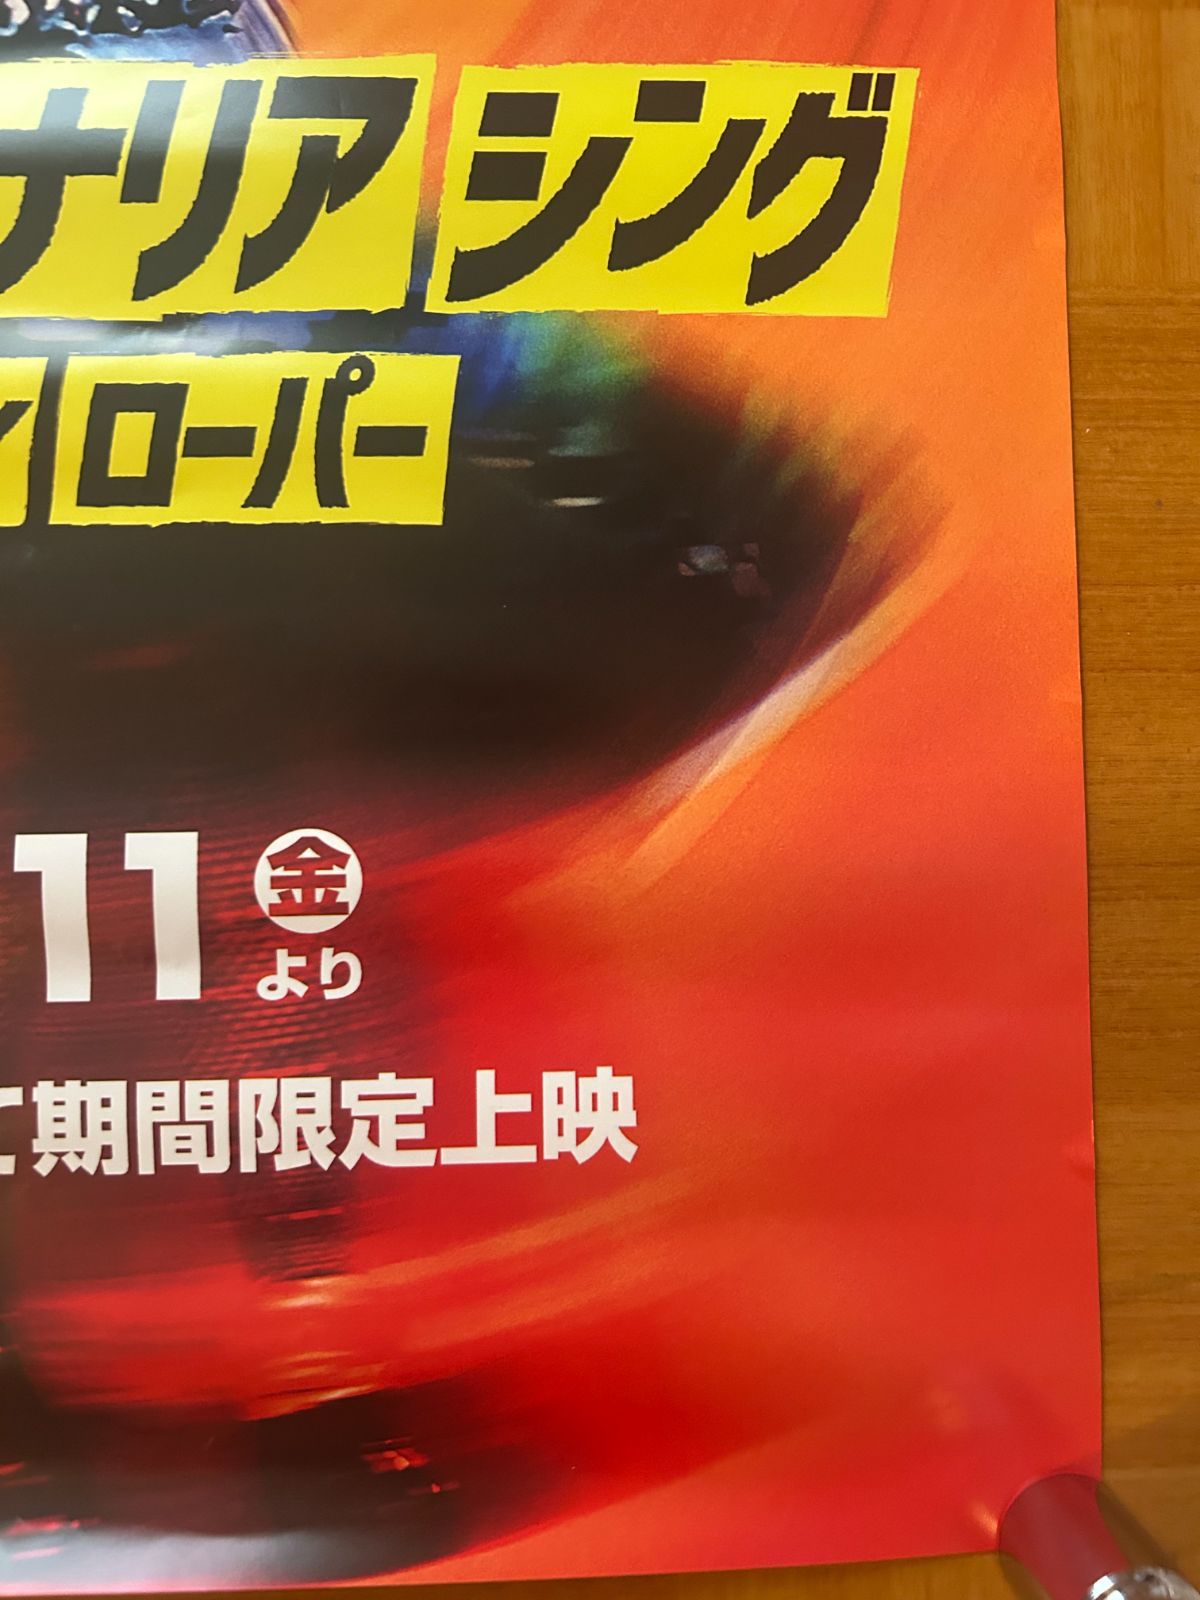 ナリア シング
ローパー
11 金
より
て期間限定上映